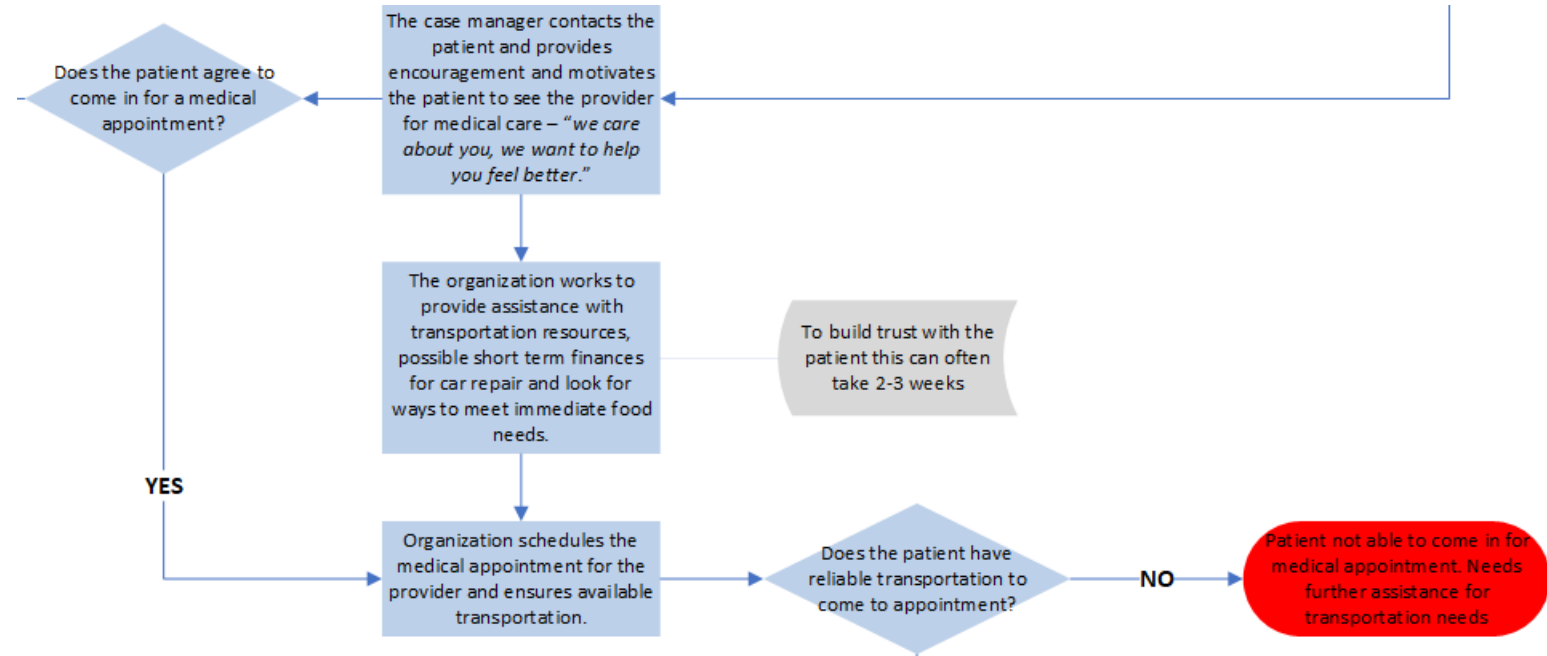 Does the patient agree to
come in for a medical
appointment?
The case manager contacts the
patient and provides
encouragement and motivates
the patient to see the provider
for medical care – “we care
about you, we want to help
you feel better.”
The organization works to
provide assistance with
transportation resources,
possible short term finances
for car repair and look for
ways to meet immediate food
needs.
To build trust with the
patient this can often
take 2-3 weeks
YES
Organization schedules the
medical appointment for the
provider and ensures available
transportation.
Does the patient have
reliable transportation to
come to appointment?
NO
Patient not able to come in for
medical appointment. Needs
further assistance for
transportation needs